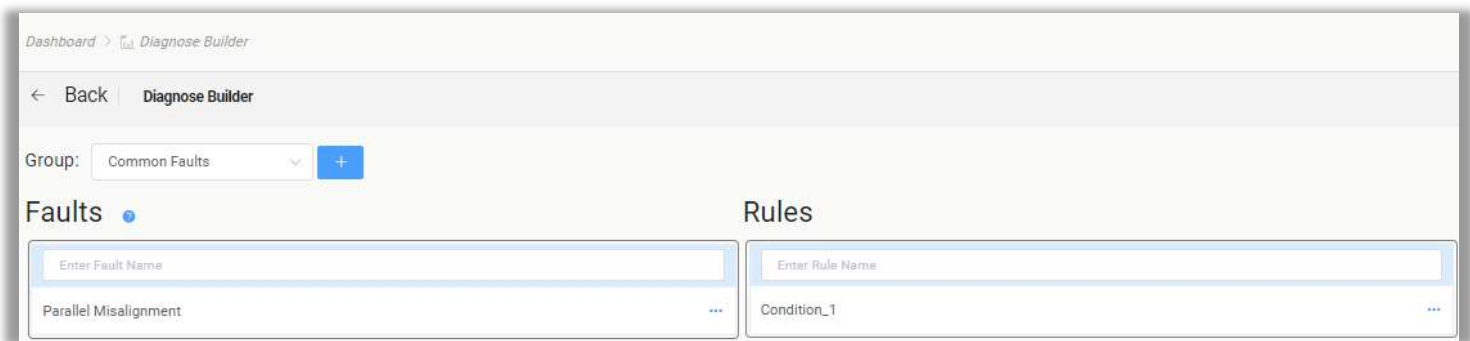 Dashboard > Diagnose Builder
← Back | Diagnose Builder
Group: Common Faults +
Faults ?
Rules
Enter Fault Name
Enter Rule Name
Parallel Misalignment ...
Condition_1 ...